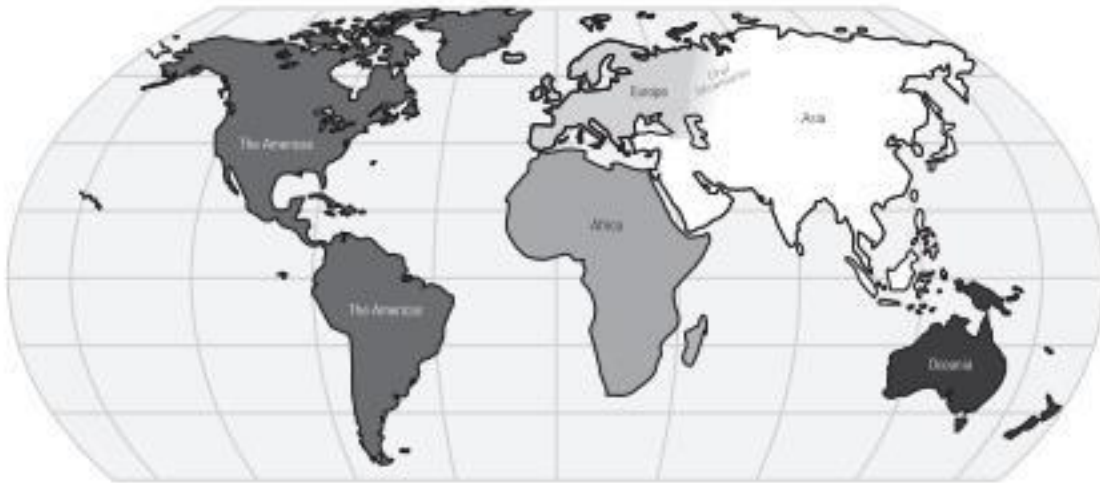 Ural
Mountains
Europe
Asia
The Americas
Africa
The Americas
Oceania